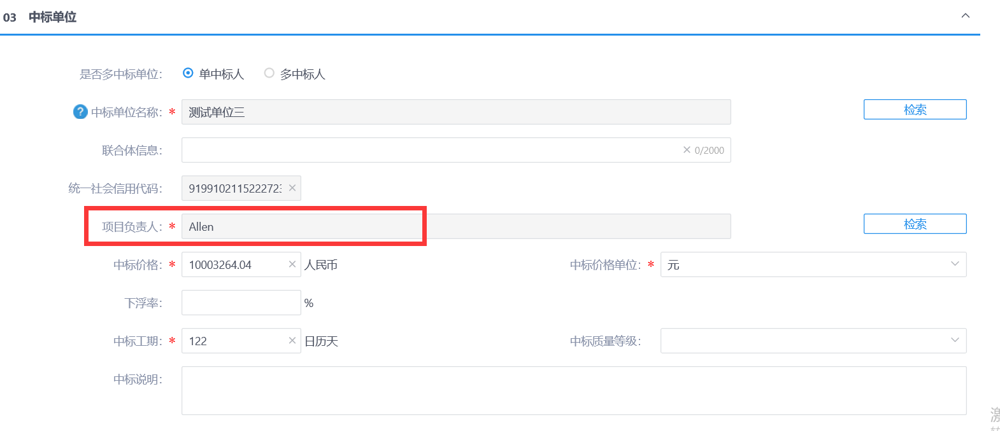 03 中标单位
是否多中标单位： 单中标人 多中标人
? 中标单位名称：* 测试单位三 检索
联合体信息： × 0/2000
统一社会信用代码： 919910211522272 ×
项目负责人：* Allen 检索
中标价格：* 10003264.04 × 人民币 中标价格单位：* 元
下浮率： %
中标工期：* 122 × 日历天 中标质量等级：
中标说明：